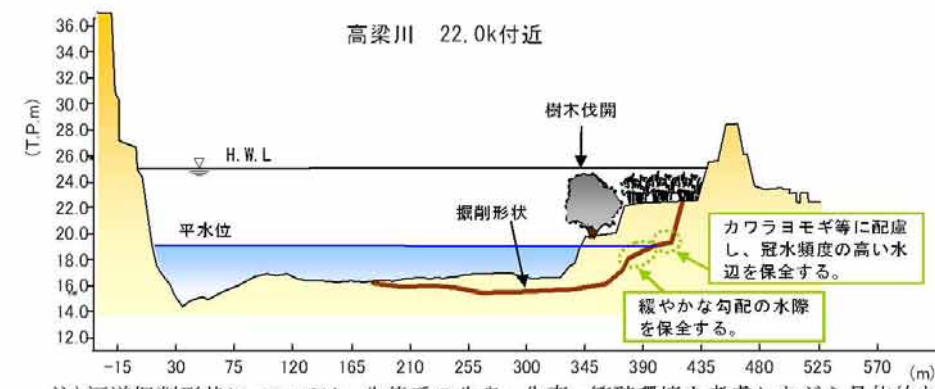 高梁川 22.0k付近
(T.P.m)
36.0
34.0
32.0
30.0
28.0
26.0
24.0
22.0
20.0
18.0
16.0
14.0
12.0
H.W.L
平水位
樹木伐開
掘削形状
カワラヨモギ等に配慮
し、冠水頻度の高い水
辺を保全する。
緩やかな勾配の水際
を保全する。
-15 30 75 120 165 210 255 300 345 390 435 480 525 570 (m)